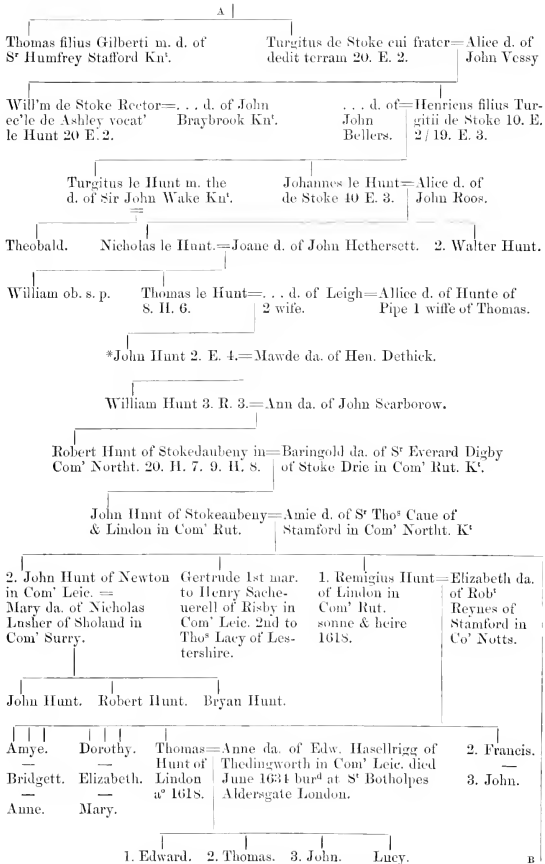 A
Thomas filius Gilberti m. d. of
Sr Humfrey Stafford Knt.
Turgitus de Stoke cui frater=Alice d. of
dedit terram 20. E. 2. John Vessy
Will'm de Stoke Rector=. . . d. of John
ec'le de Ashley vocat' Braybrook Knt.
le Hunt 20 E. 2.
. . . d. of=Henricus filius Tur-
John gitii de Stoke 10. E.
Bellers. 2 / 19. E. 3.
Turgitus le Hunt m. the
d. of Sir John Wake Knt.
Johannes le Hunt=Alice d. of
de Stoke 40 E. 3. John Roos.
Theobald. Nicholas le Hunt.=Joane d. of John Hethersett. 2. Walter Hunt.
William ob. s. p. Thomas le Hunt=. . . d. of Leigh=Allice d. of Hunte of
8. H. 6. 2 wife. Pipe 1 wiffe of Thomas.
*John Hunt 2. E. 4.=Mawde da. of Hen. Dethick.
William Hunt 3. R. 3.=Ann da. of John Scarborow.
Robert Hunt of Stokedaubeny in=Baringold da. of Sr Everard Digby
Com' Northt. 20. H. 7. 9. H. 8. of Stoke Drie in Com' Rut. Kt.
John Hunt of Stokeaubeny=Amie d. of Sr Thos Caue of
& Lindon in Com' Rut. Stamford in Com' Northt. Kt
2. John Hunt of Newton
in Com' Leic. =
Mary da. of Nicholas
Lusher of Sholand in
Com' Surry.
Gertrude 1st mar.
to Henry Sache-
uerell of Risby in
Com' Leic. 2nd to
Thos Lacy of Les-
tershire.
1. Remigius Hunt=Elizabeth da.
of Lindon in of Robt
Com' Rut. Reynes of
sonne & heire Stamford in
1618. Co' Notts.
John Hunt. Robert Hunt. Bryan Hunt.
Amye.
—
Bridgett.
—
Anne.
Dorothy.
—
Elizabeth.
—
Mary.
Thomas=Anne da. of Edw. Hasellrigg of
Hunt of Thedingworth in Com' Leic. died
Lindon June 1634 burd at St Botholpes
ao 1618. Aldersgate London.
2. Francis.
—
3. John.
1. Edward. 2. Thomas. 3. John. Lucy.
B